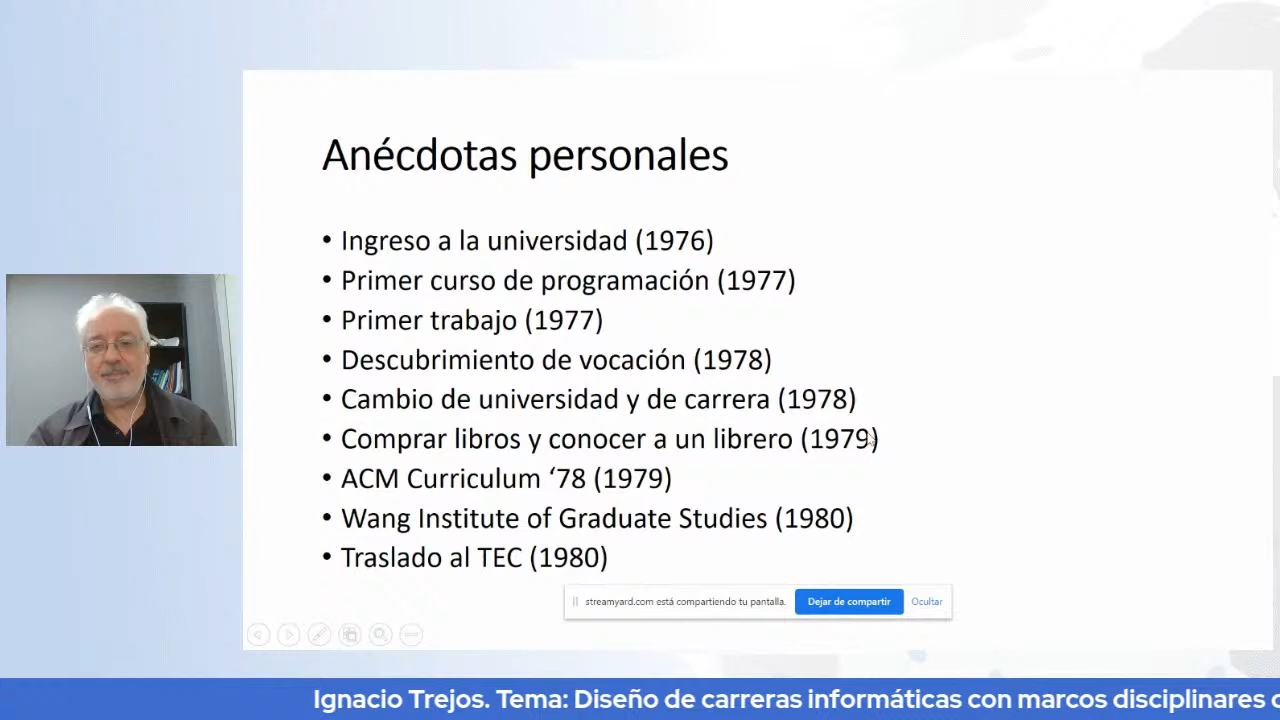 Anécdotas personales
• Ingreso a la universidad (1976)
• Primer curso de programación (1977)
• Primer trabajo (1977)
• Descubrimiento de vocación (1978)
• Cambio de universidad y de carrera (1978)
• Comprar libros y conocer a un librero (1979)
• ACM Curriculum ‘78 (1979)
• Wang Institute of Graduate Studies (1980)
• Traslado al TEC (1980)
streamyard.com está compartiendo tu pantalla. Dejar de compartir Ocultar
Ignacio Trejos. Tema: Diseño de carreras informáticas con marcos disciplinares